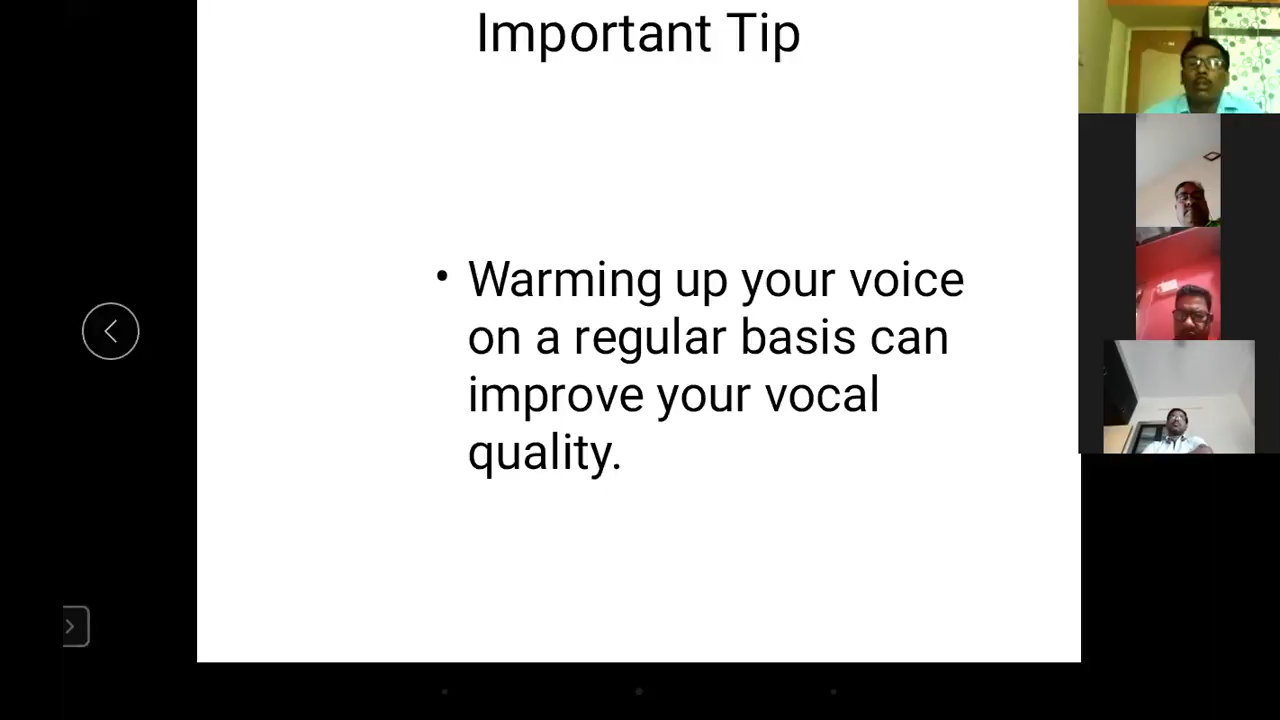 Important Tip
• Warming up your voice
on a regular basis can
improve your vocal
quality.